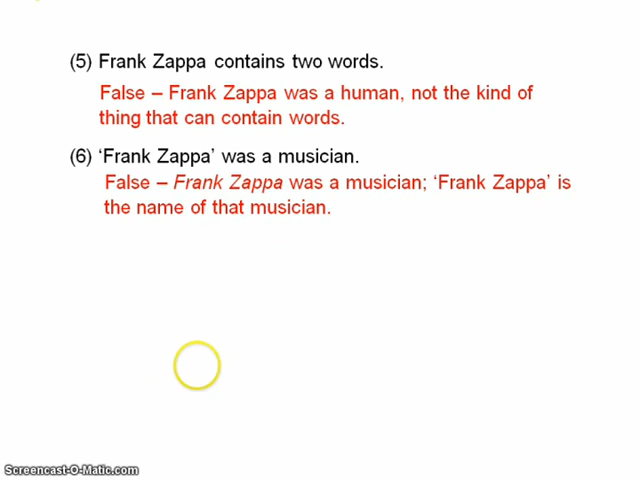 (5) Frank Zappa contains two words.
False – Frank Zappa was a human, not the kind of
thing that can contain words.
(6) ‘Frank Zappa’ was a musician.
False – Frank Zappa was a musician; ‘Frank Zappa’ is
the name of that musician.
Screencast-O-Matic.com